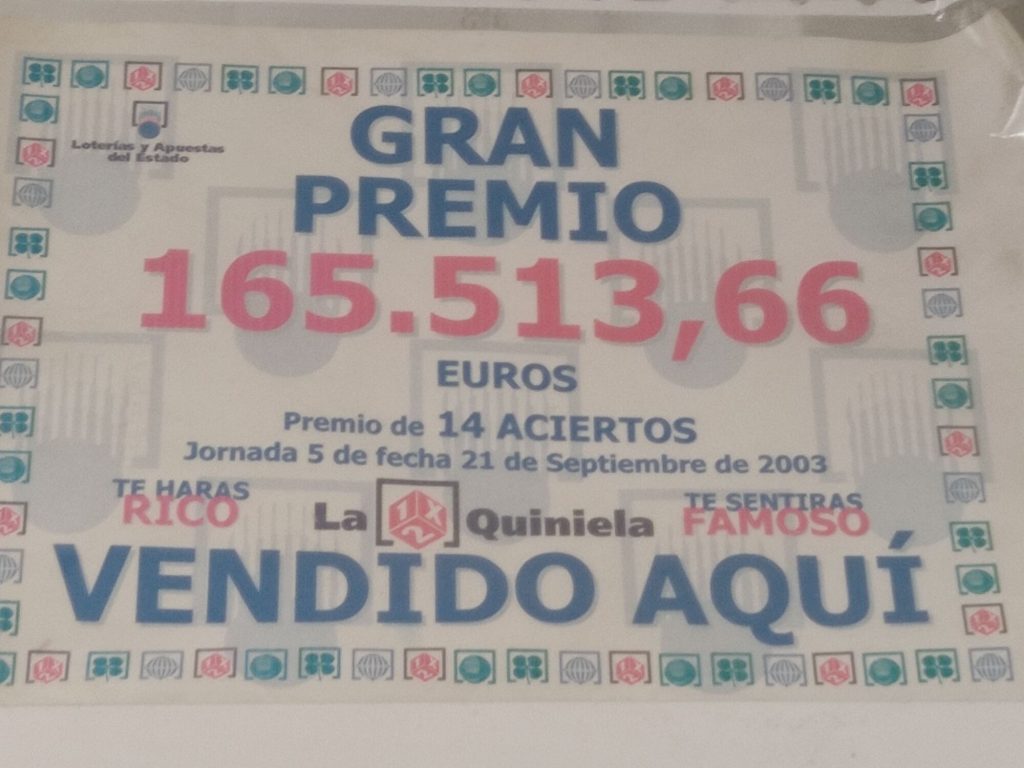 Loterías y Apuestas
del Estado
GRAN
PREMIO
165.513,66
EUROS
Premio de 14 ACIERTOS
Jornada 5 de fecha 21 de Septiembre de 2003
TE HARAS
RICO
La 1X2 Quiniela
TE SENTIRAS
FAMOSO
VENDIDO AQUÍ